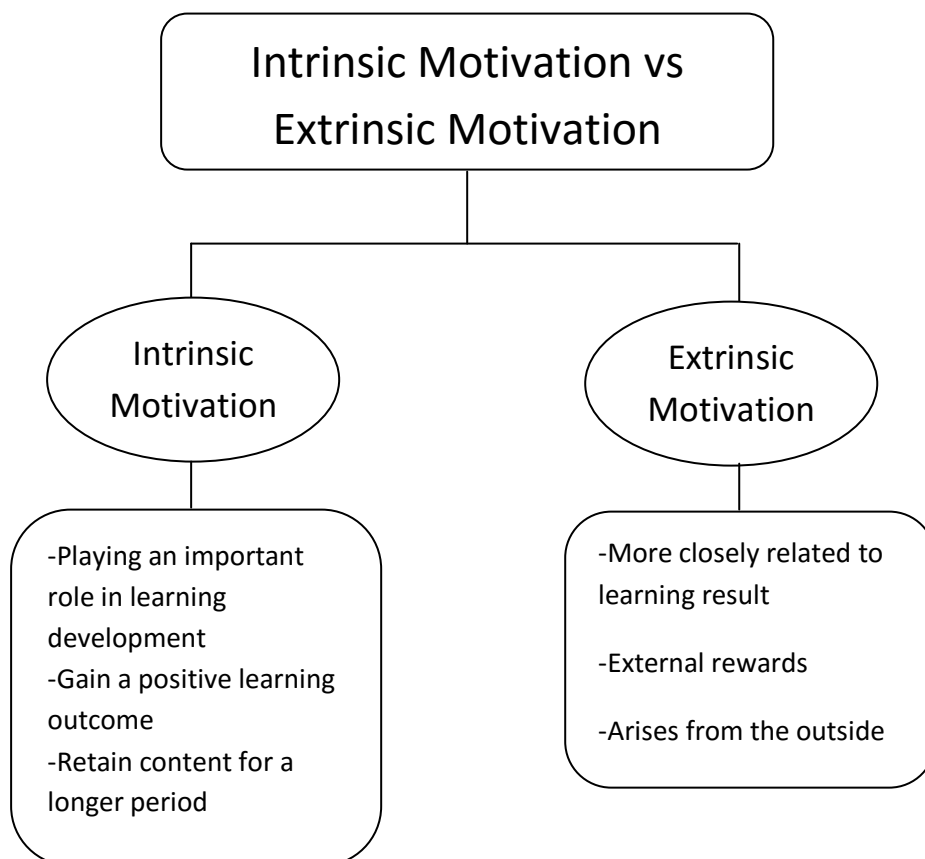 Intrinsic Motivation vs
Extrinsic Motivation
Intrinsic
Motivation
Extrinsic
Motivation
-Playing an important
role in learning
development
-Gain a positive learning
outcome
-Retain content for a
longer period
-More closely related to
learning result
-External rewards
-Arises from the outside